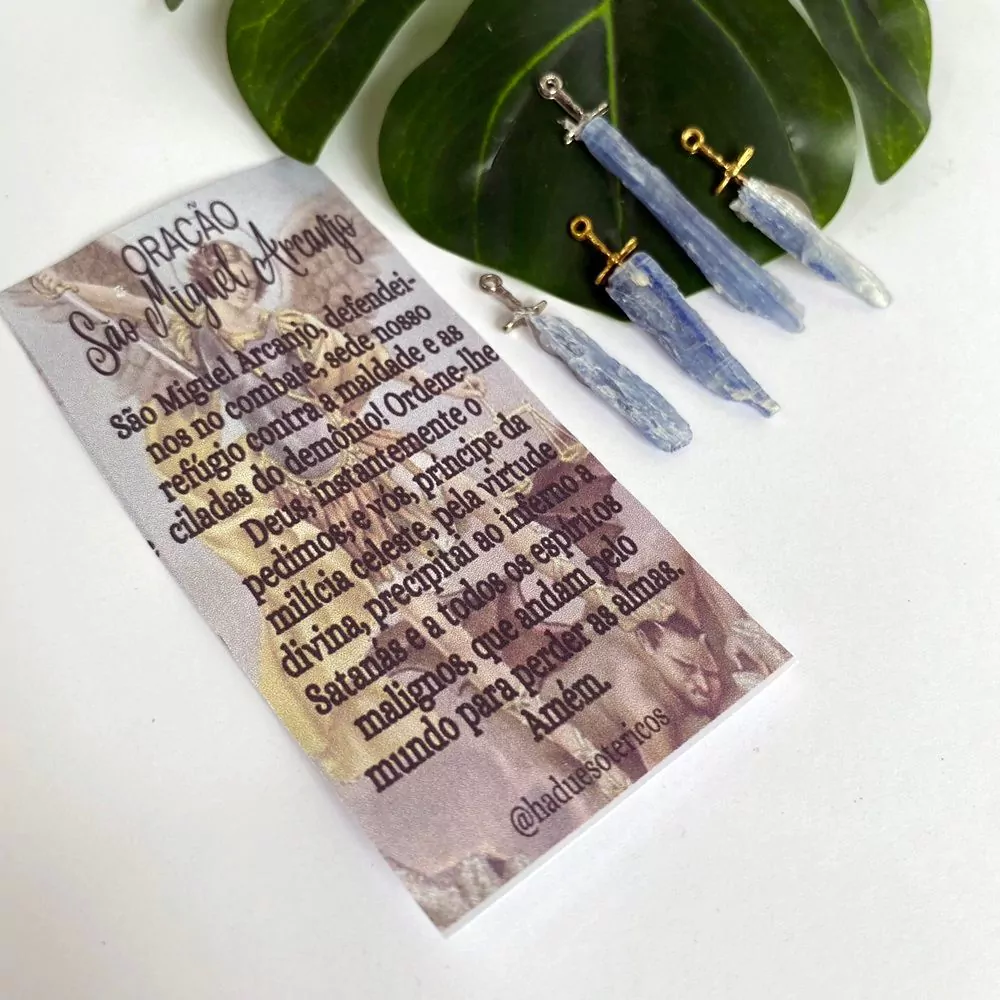 ORAÇÃO
São Miguel Arcanjo
São Miguel Arcanjo, defendei-
nos no combate, sede nosso
refúgio contra a maldade e as
ciladas do demônio! Ordene-lhe
Deus, instantemente o
pedimos; e vós, príncipe da
milícia celeste, pela virtude
divina, precipitai ao inferno a
Satanás e a todos os espíritos
malignos, que andam pelo
mundo para perder as almas.
Amém.
@haduesotericos